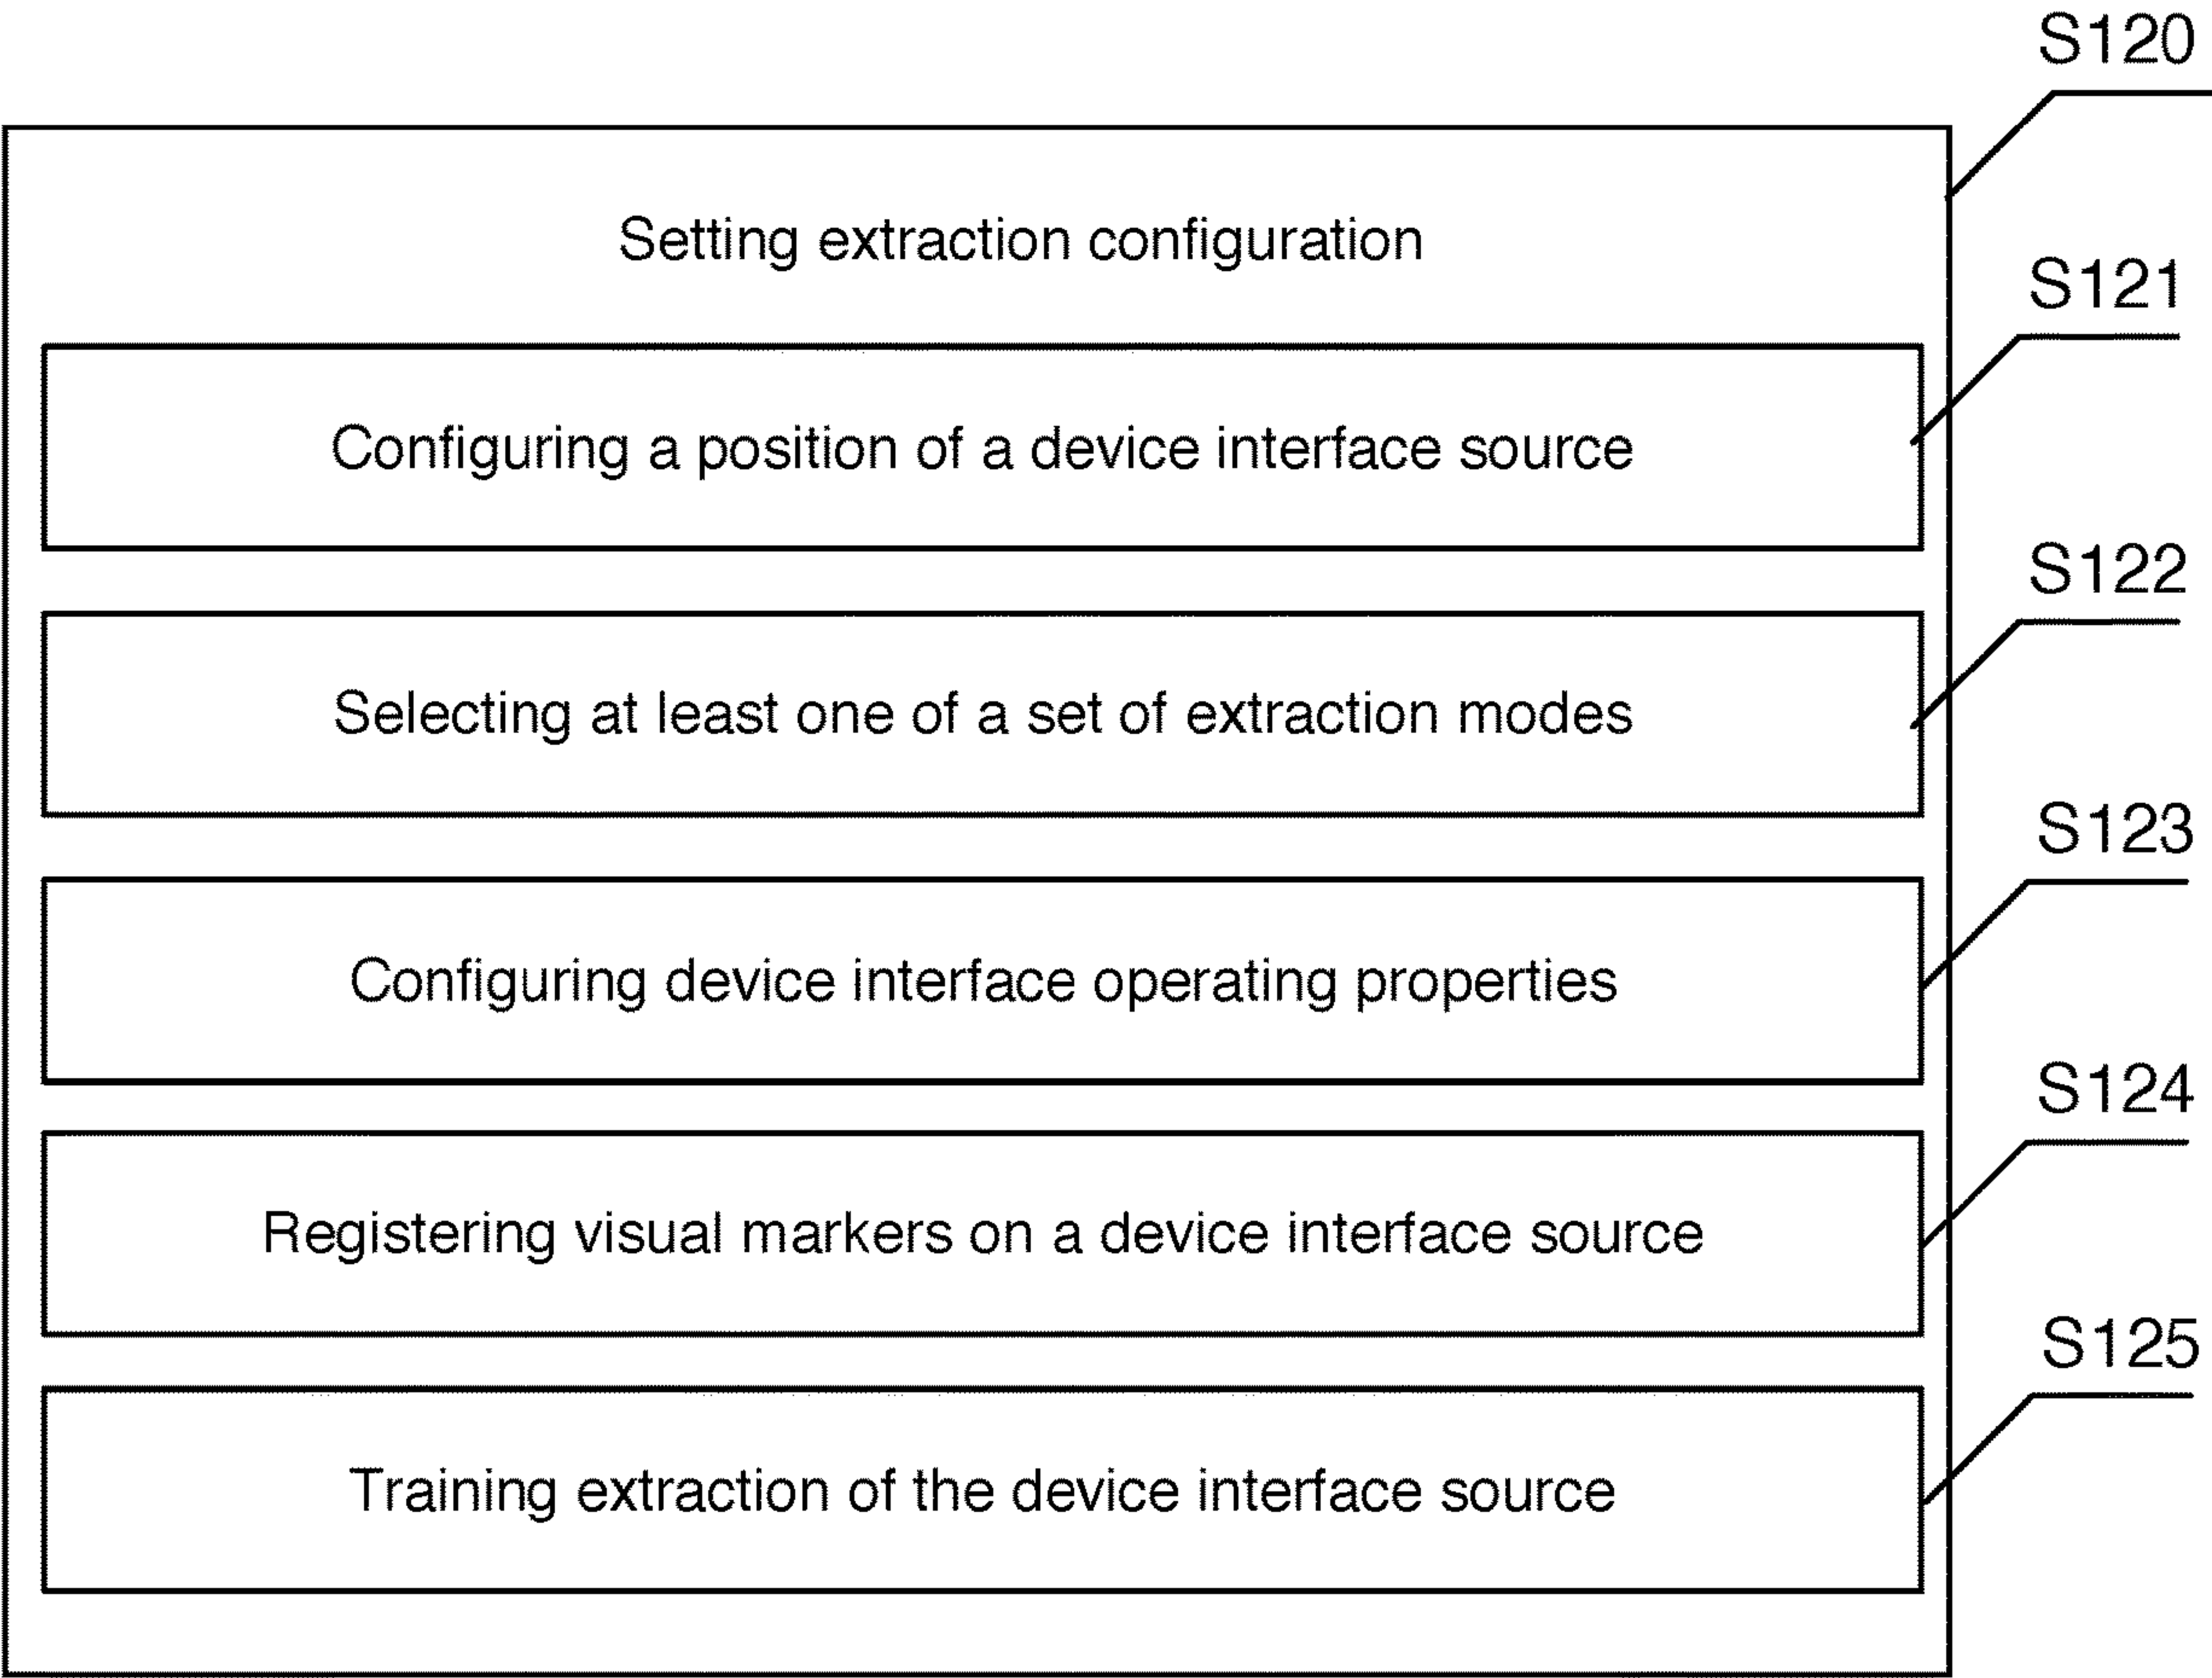 S120
Setting extraction configuration
S121
Configuring a position of a device interface source
S122
Selecting at least one of a set of extraction modes
S123
Configuring device interface operating properties
S124
Registering visual markers on a device interface source
S125
Training extraction of the device interface source